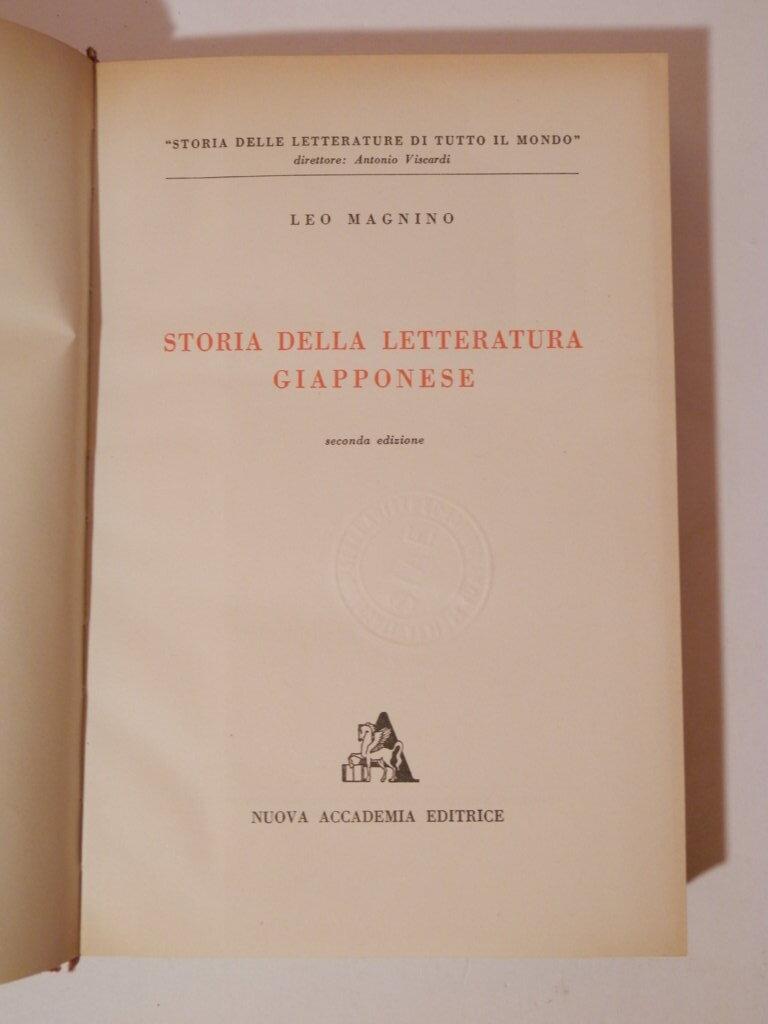 "STORIA DELLE LETTERATURE DI TUTTO IL MONDO"
direttore: Antonio Viscardi
LEO MAGNINO
STORIA DELLA LETTERATURA
GIAPPONESE
seconda edizione
NUOVA ACCADEMIA EDITRICE